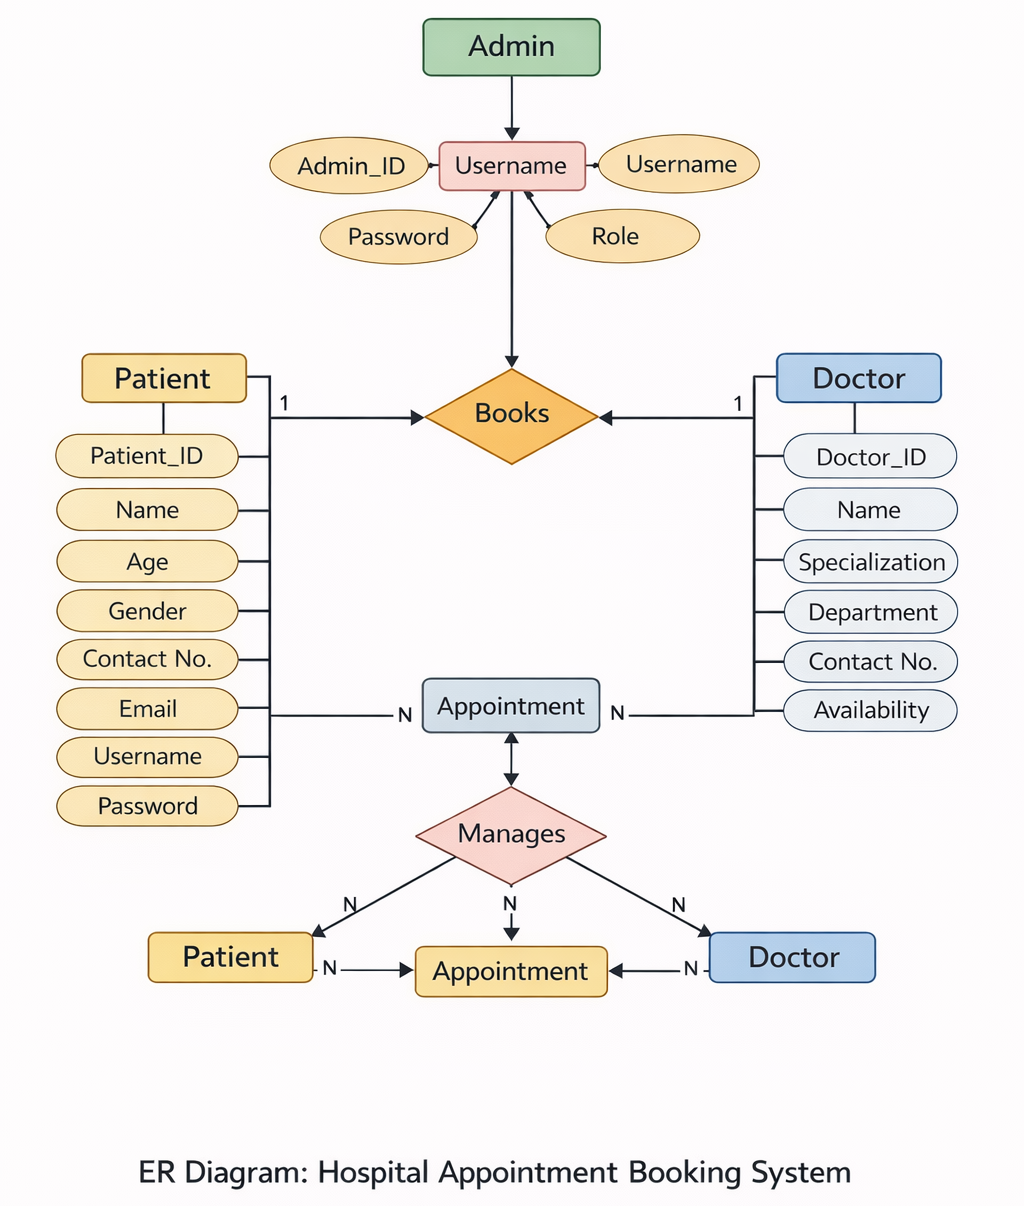 Admin
Admin_ID
Username
Username
Password
Role
Patient
Books
Doctor
1
1
Patient_ID
Name
Age
Gender
Contact No.
Email
Username
Password
Doctor_ID
Name
Specialization
Department
Contact No.
Availability
N
Appointment
N
Manages
N
N
N
Patient
N
Appointment
N
Doctor
ER Diagram: Hospital Appointment Booking System